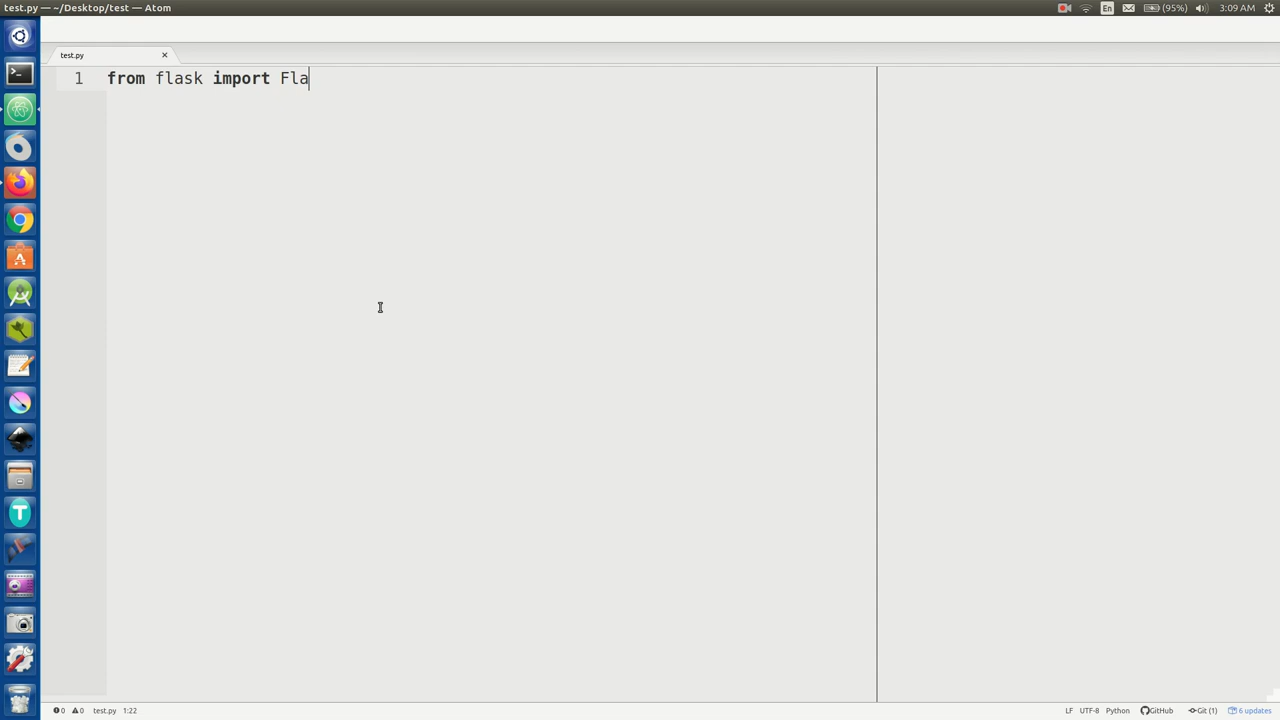 test.py — ~/Desktop/test — Atom
En
(95%)
3:09 AM
test.py
1 from flask import Fla
0 0 test.py 1:22
LF UTF-8 Python GitHub Git (1) 6 updates